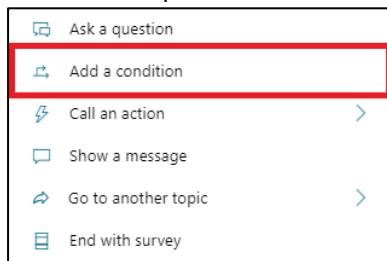 Ask a question
Add a condition
Call an action
Show a message
Go to another topic
End with survey